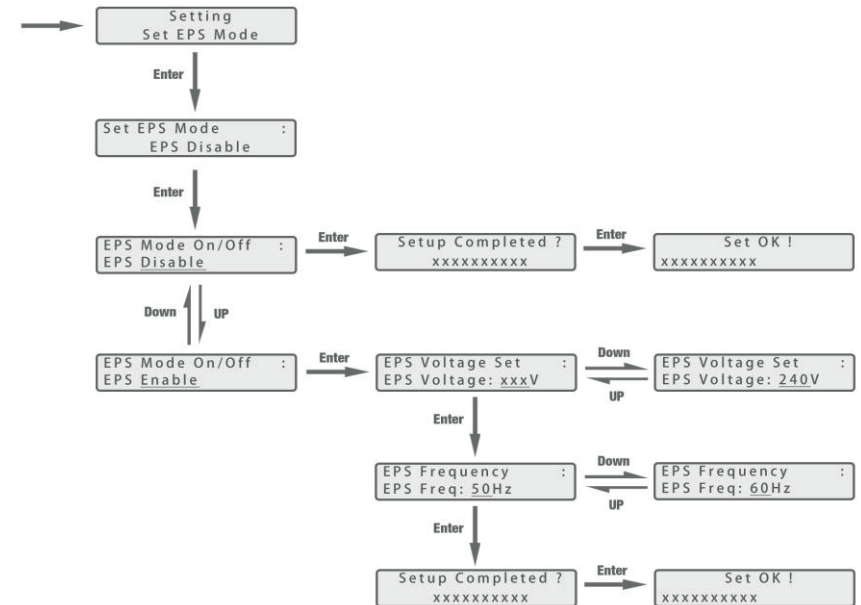 Setting
Set EPS Mode
Enter
Set EPS Mode :
EPS Disable
Enter
EPS Mode On/Off :
EPS Disable
Enter
Setup Completed ?
xxxxxxxxxx
Enter
Set OK !
xxxxxxxxxx
Down
UP
EPS Mode On/Off :
EPS Enable
Enter
EPS Voltage Set :
EPS Voltage: xxxV
Down
UP
EPS Voltage Set :
EPS Voltage: 240V
Enter
EPS Frequency :
EPS Freq: 50Hz
Down
UP
EPS Frequency :
EPS Freq: 60Hz
Enter
Setup Completed ?
xxxxxxxxxx
Enter
Set OK !
xxxxxxxxxx